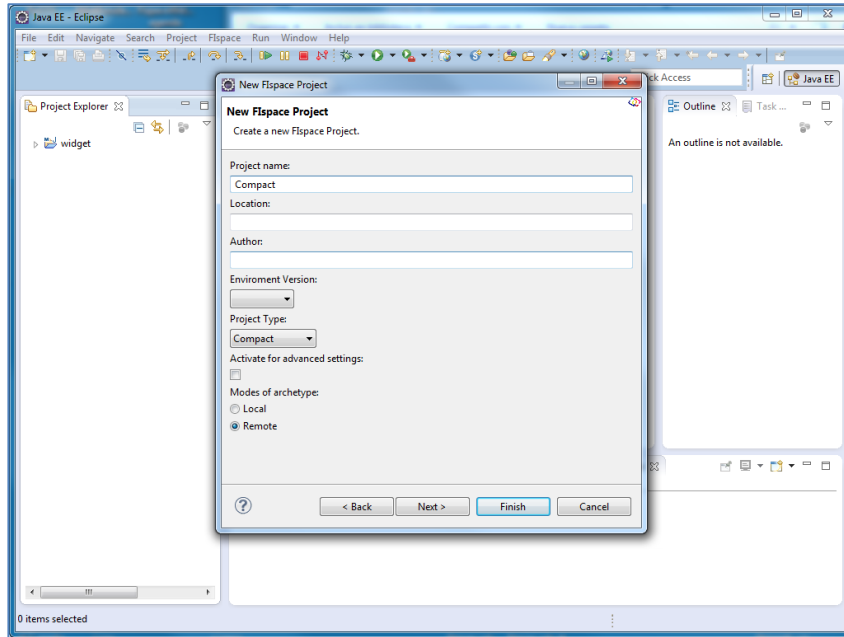 Java EE - Eclipse
File Edit Navigate Search Project FIspace Run Window Help
ck Access
Java EE
Project Explorer
widget
New FIspace Project
New FIspace Project
Create a new FIspace Project.
Project name:
Compact
Location:
Author:
Enviroment Version:
Project Type:
Compact
Activate for advanced settings:
Modes of archetype:
Local
Remote
?
< Back Next > Finish Cancel
Outline Task ...
An outline is not available.
0 items selected